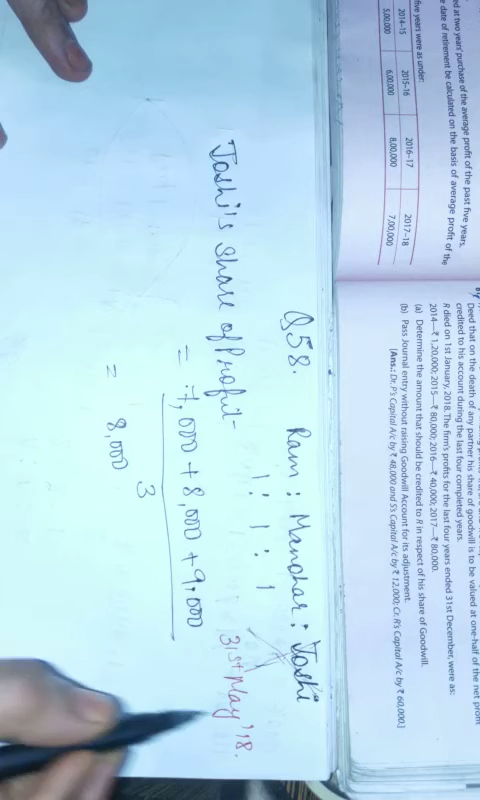 ed at two years' purchase of the average profit of the past five years,
e date of retirement be calculated on the basis of average profit of the
five years were as under:
2014–15 2015–16 2016–17 2017–18
5,00,000 6,00,000 8,00,000 7,00,000
Deed that on the death of any partner his share of goodwill is to be valued at one-half of the net profit
credited to his account during the last four completed years.
R died on 1st January, 2018. The firm's profits for the last four years ended 31st December, were as:
2014—₹ 1,20,000; 2015—₹ 80,000; 2016—₹ 40,000; 2017—₹ 80,000.
(a) Determine the amount that should be credited to R in respect of his share of Goodwill.
(b) Pass Journal entry without raising Goodwill Account for its adjustment.
[Ans.: Dr. P's Capital A/c by ₹ 48,000 and S's Capital A/c by ₹ 12,000; Cr. R's Capital A/c by ₹ 60,000.]
Q58. Ram : Manohar : Joshi
1 : 1 : 1
31st May '18.
Joshi's Share of Profit-
= 7,000 + 8,000 + 9,000
3
= 8,000